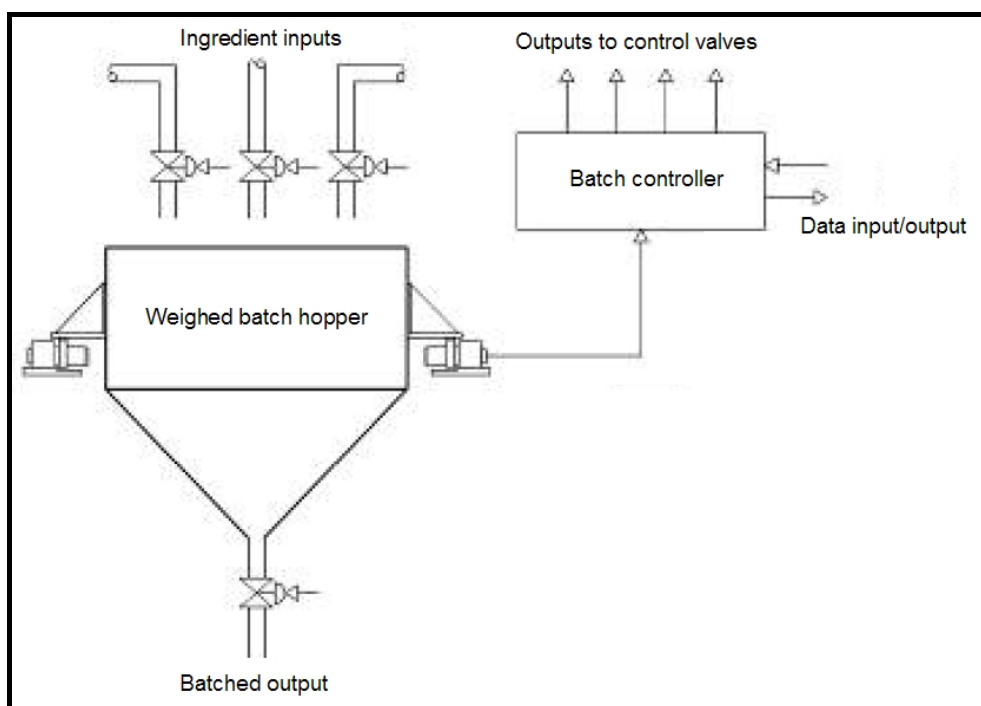 Ingredient inputs
Outputs to control valves
Batch controller
Data input/output
Weighed batch hopper
Batched output